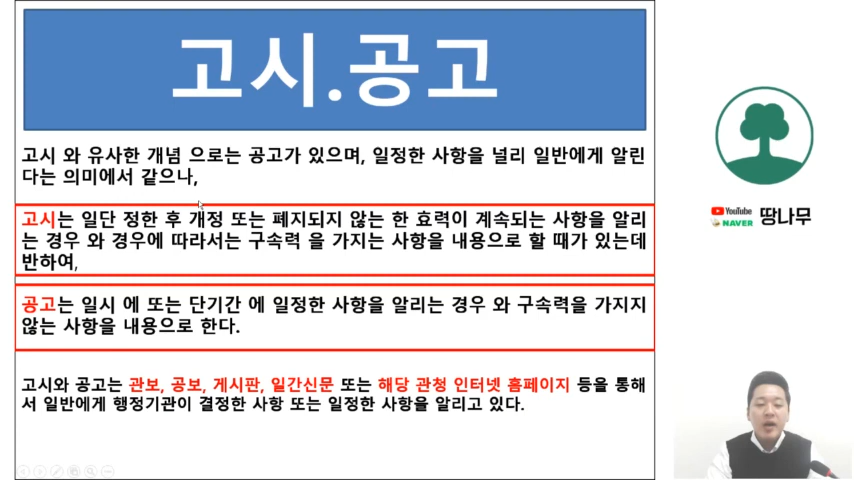 고시.공고
고시 와 유사한 개념 으로는 공고가 있으며, 일정한 사항을 널리 일반에게 알린
다는 의미에서 같으나,
고시는 일단 정한 후 개정 또는 폐지되지 않는 한 효력이 계속되는 사항을 알리
는 경우 와 경우에 따라서는 구속력 을 가지는 사항을 내용으로 할 때가 있는데
반하여,
공고는 일시 에 또는 단기간 에 일정한 사항을 알리는 경우 와 구속력을 가지지
않는 사항을 내용으로 한다.
고시와 공고는 관보, 공보, 게시판, 일간신문 또는 해당 관청 인터넷 홈페이지 등을 통해
서 일반에게 행정기관이 결정한 사항 또는 일정한 사항을 알리고 있다.
YouTube
NAVER
땅나무